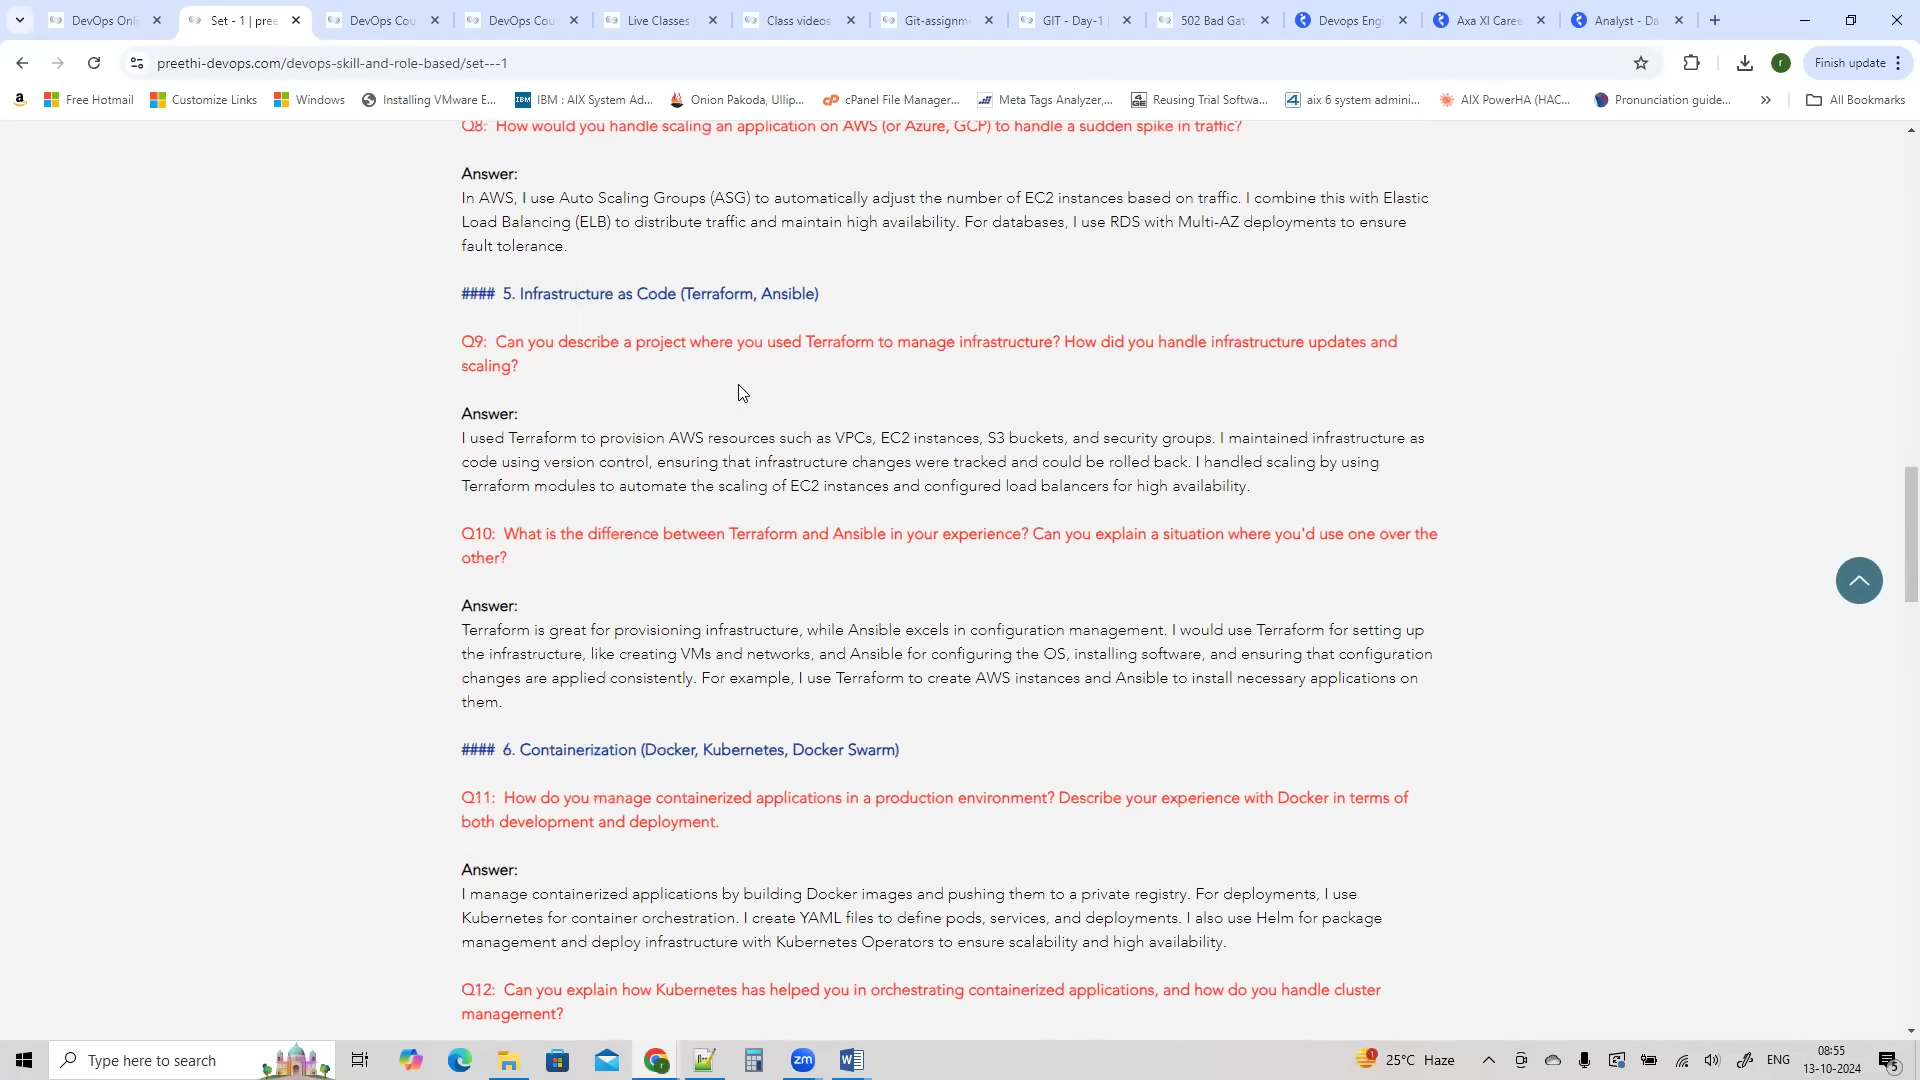 DevOps Onli
Set - 1 | pree
DevOps Cou
DevOps Cou
Live Classes
Class videos
Git-assignm
GIT - Day-1 |
502 Bad Gat
Devops Engi
Axa Xl Caree
Analyst - Da
preethi-devops.com/devops-skill-and-role-based/set---1
r
Finish update
Free Hotmail
Customize Links
Windows
Installing VMware E...
IBM : AIX System Ad...
Onion Pakoda, Ullip...
cPanel File Manager...
Meta Tags Analyzer,...
Reusing Trial Softwa...
aix 6 system admini...
AIX PowerHA (HAC...
Pronunciation guide...
All Bookmarks
Q8: How would you handle scaling an application on AWS (or Azure, GCP) to handle a sudden spike in traffic?
Answer:
In AWS, I use Auto Scaling Groups (ASG) to automatically adjust the number of EC2 instances based on traffic. I combine this with Elastic
Load Balancing (ELB) to distribute traffic and maintain high availability. For databases, I use RDS with Multi-AZ deployments to ensure
fault tolerance.
#### 5. Infrastructure as Code (Terraform, Ansible)
Q9: Can you describe a project where you used Terraform to manage infrastructure? How did you handle infrastructure updates and
scaling?
Answer:
I used Terraform to provision AWS resources such as VPCs, EC2 instances, S3 buckets, and security groups. I maintained infrastructure as
code using version control, ensuring that infrastructure changes were tracked and could be rolled back. I handled scaling by using
Terraform modules to automate the scaling of EC2 instances and configured load balancers for high availability.
Q10: What is the difference between Terraform and Ansible in your experience? Can you explain a situation where you'd use one over the
other?
Answer:
Terraform is great for provisioning infrastructure, while Ansible excels in configuration management. I would use Terraform for setting up
the infrastructure, like creating VMs and networks, and Ansible for configuring the OS, installing software, and ensuring that configuration
changes are applied consistently. For example, I use Terraform to create AWS instances and Ansible to install necessary applications on
them.
#### 6. Containerization (Docker, Kubernetes, Docker Swarm)
Q11: How do you manage containerized applications in a production environment? Describe your experience with Docker in terms of
both development and deployment.
Answer:
I manage containerized applications by building Docker images and pushing them to a private registry. For deployments, I use
Kubernetes for container orchestration. I create YAML files to define pods, services, and deployments. I also use Helm for package
management and deploy infrastructure with Kubernetes Operators to ensure scalability and high availability.
Q12: Can you explain how Kubernetes has helped you in orchestrating containerized applications, and how do you handle cluster
management?
Type here to search
zm
25°C Haze
ENG
08:55
13-10-2024
5